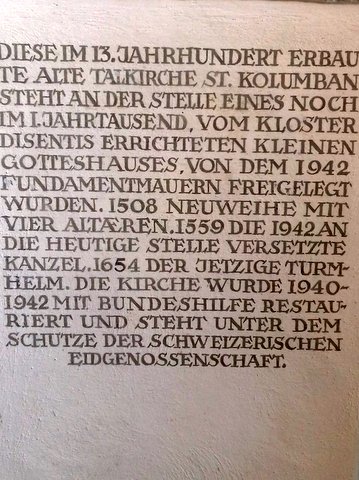 DIESE IM 13. JAHRHUNDERT ERBAU
TE ALTE TALKIRCHE ST. KOLUMBAN
STEHT AN DER STELLE EINES NOCH
IM I. JAHRTAUSEND, VOM KLOSTER
DISENTIS ERRICHTETEN KLEINEN
GOTTESHAUSES, VON DEM 1942
FUNDAMENTMAUERN FREIGELEGT
WURDEN. 1508 NEUWEIHE MIT
VIER ALTÆREN. 1559 DIE 1942 AN
DIE HEUTIGE STELLE VERSETZTE
KANZEL. 1654 DER JETZIGE TURM-
HELM. DIE KIRCHE WURDE 1940-
1942 MIT BUNDESHILFE RESTAU-
RIERT UND STEHT UNTER DEM
SCHUTZE DER SCHWEIZERISCHEN
EIDGENOSSENSCHAFT.